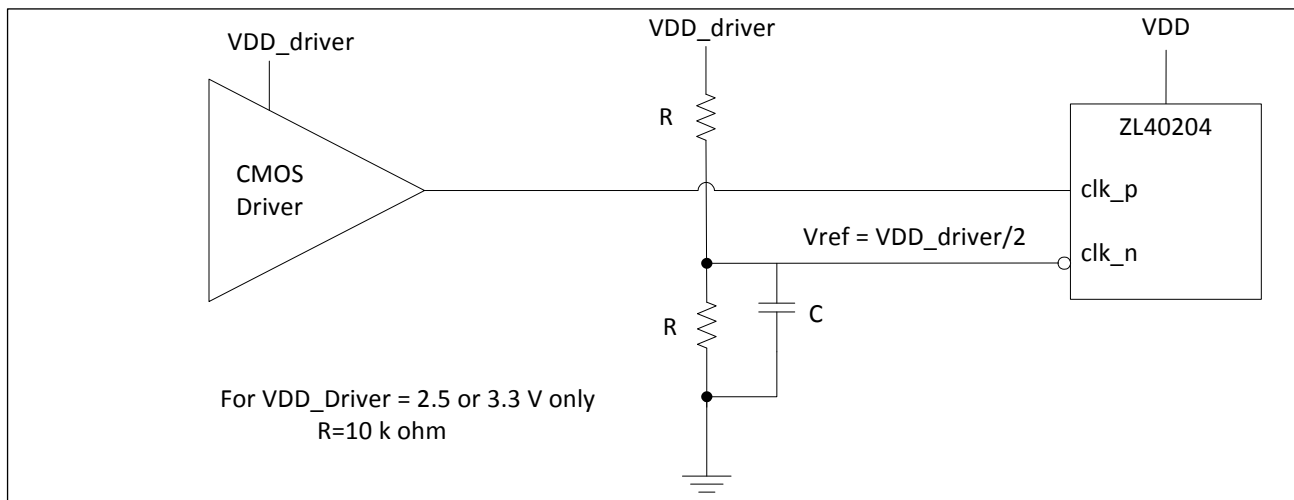 VDD_driver
VDD_driver
VDD
R
ZL40204
CMOS
Driver
clk_p
Vref = VDD_driver/2
clk_n
R
C
For VDD_Driver = 2.5 or 3.3 V only
R=10 k ohm